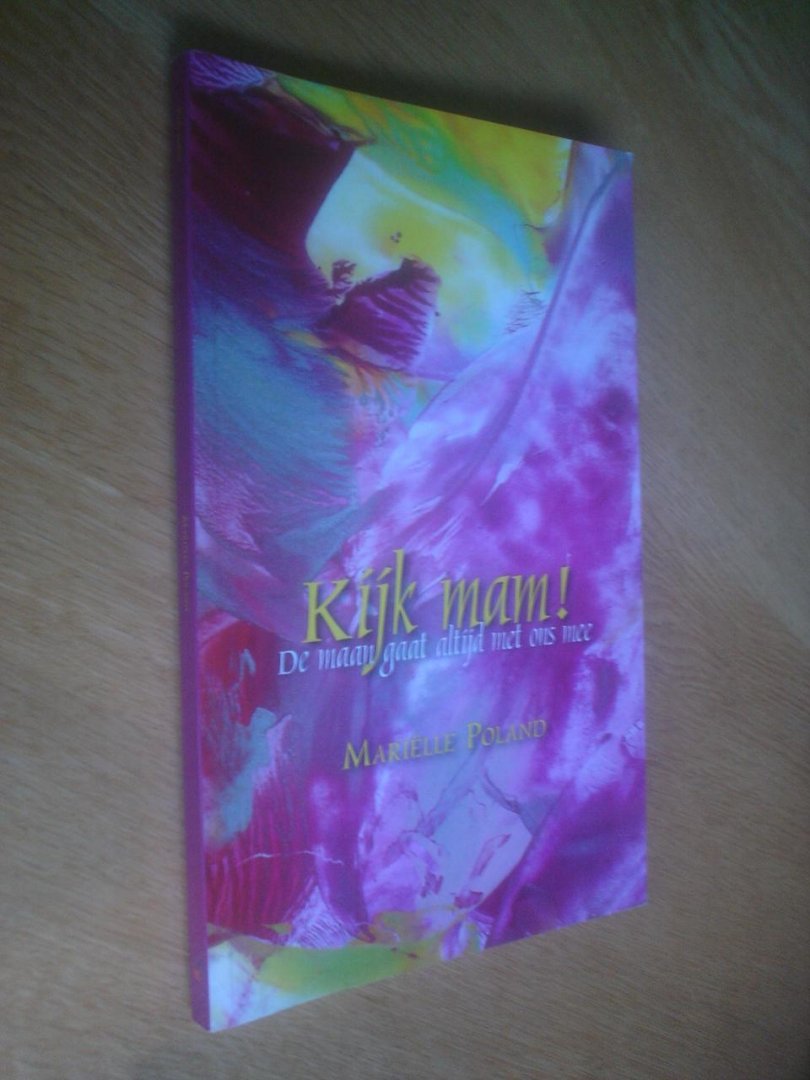 Kijk mam!
De maan gaat altijd met ons mee
MARIËLLE POLAND